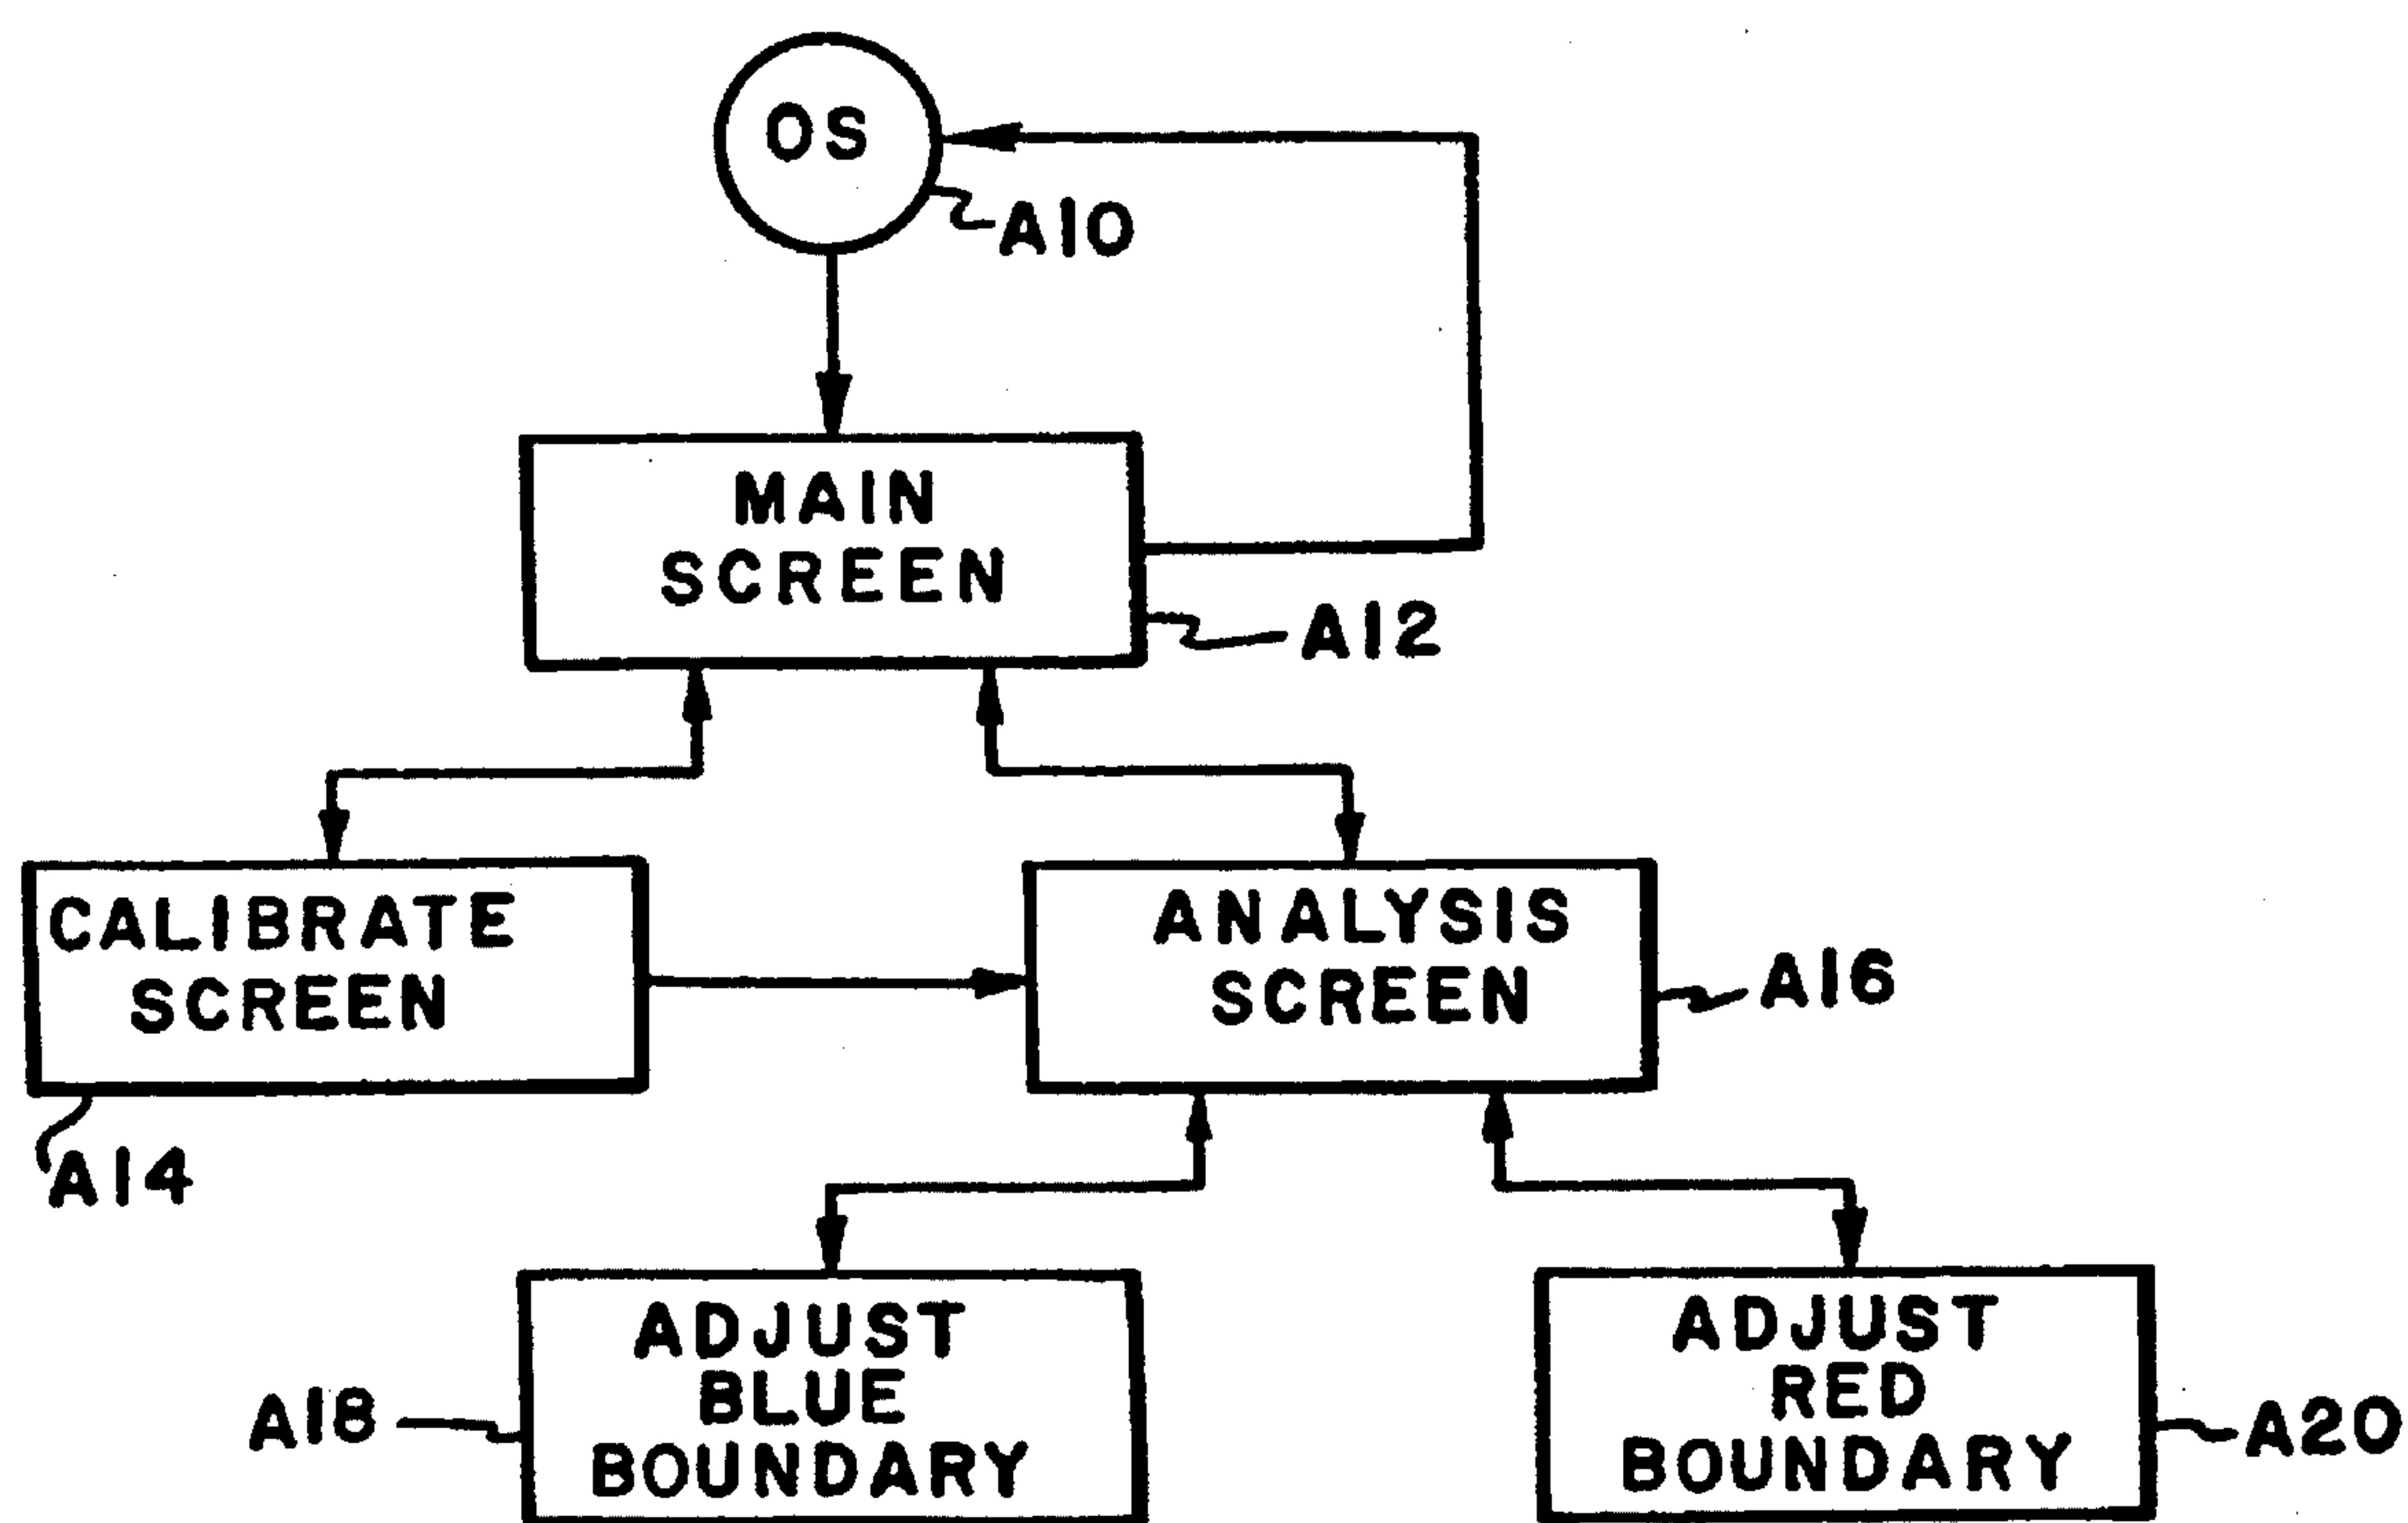 OS
A10
MAIN
SCREEN
A12
CALIBRATE
SCREEN
A14
ANALYSIS
SCREEN
A16
ADJUST
BLUE
BOUNDARY
A18
ADJUST
RED
BOUNDARY
A20